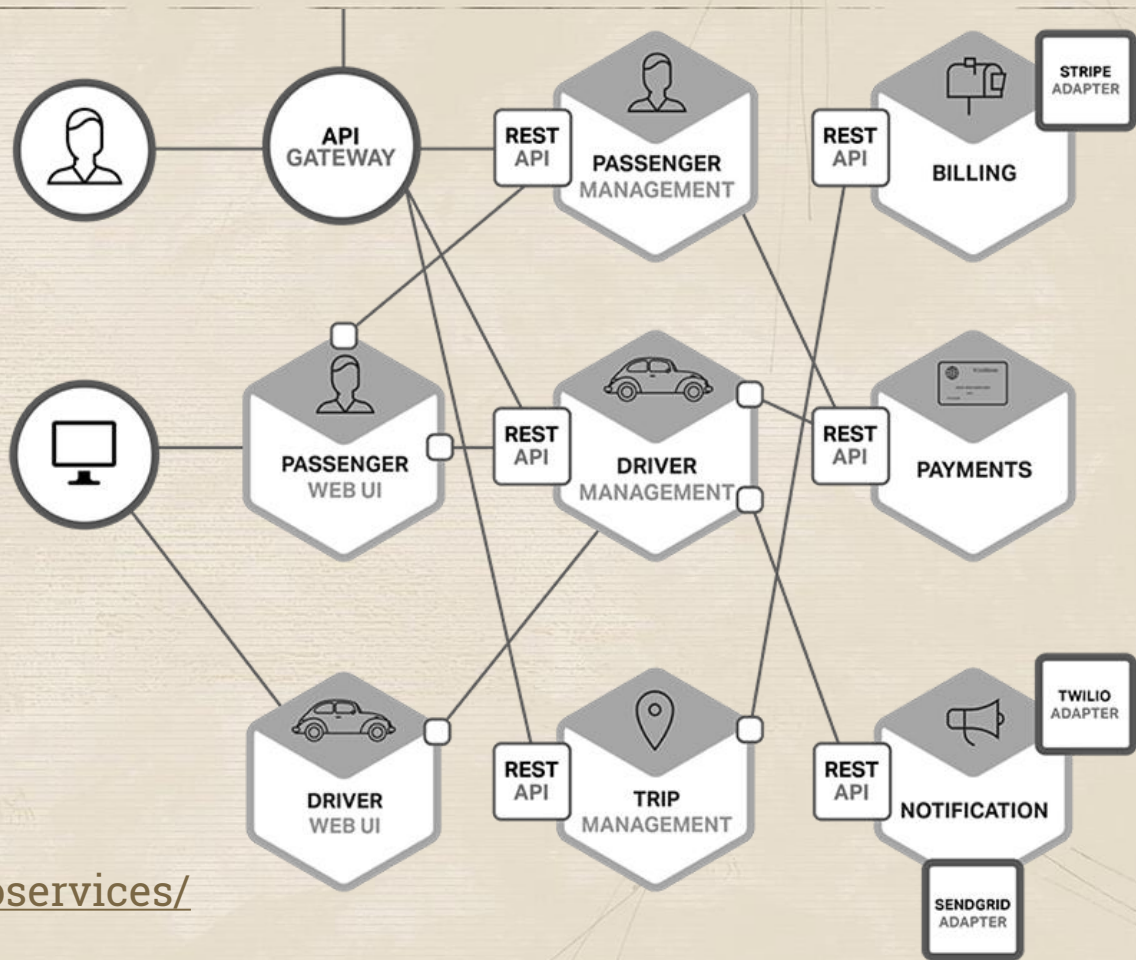 API
GATEWAY
REST
API
PASSENGER
MANAGEMENT
REST
API
BILLING
STRIPE
ADAPTER
PASSENGER
WEB UI
REST
API
DRIVER
MANAGEMENT
REST
API
PAYMENTS
DRIVER
WEB UI
REST
API
TRIP
MANAGEMENT
REST
API
NOTIFICATION
TWILIO
ADAPTER
SENDGRID
ADAPTER
oservices/